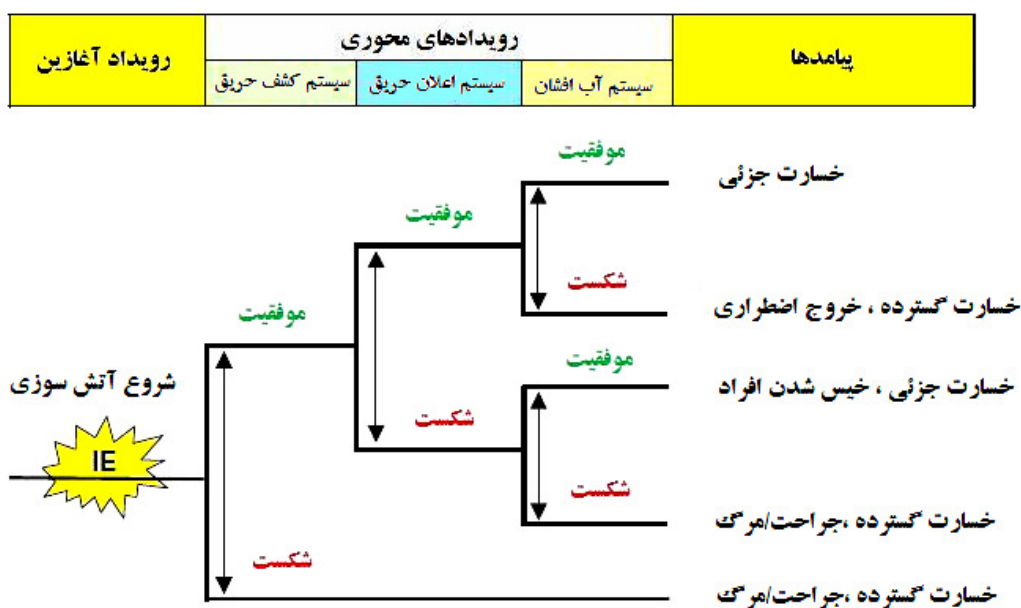 رویداد آغازین
رویدادهای محوری
پیامدها
سیستم کشف حریق
سیستم اعلان حریق
سیستم آب افشان
موفقیت
خسارت جزئی
موفقیت
شکست
خسارت گسترده ، خروج اضطراری
موفقیت
موفقیت
خسارت جزئی ، خیس شدن افراد
شروع آتش سوزی
شکست
IE
شکست
خسارت گسترده ،جراحت/مرگ
شکست
خسارت گسترده ،جراحت/مرگ